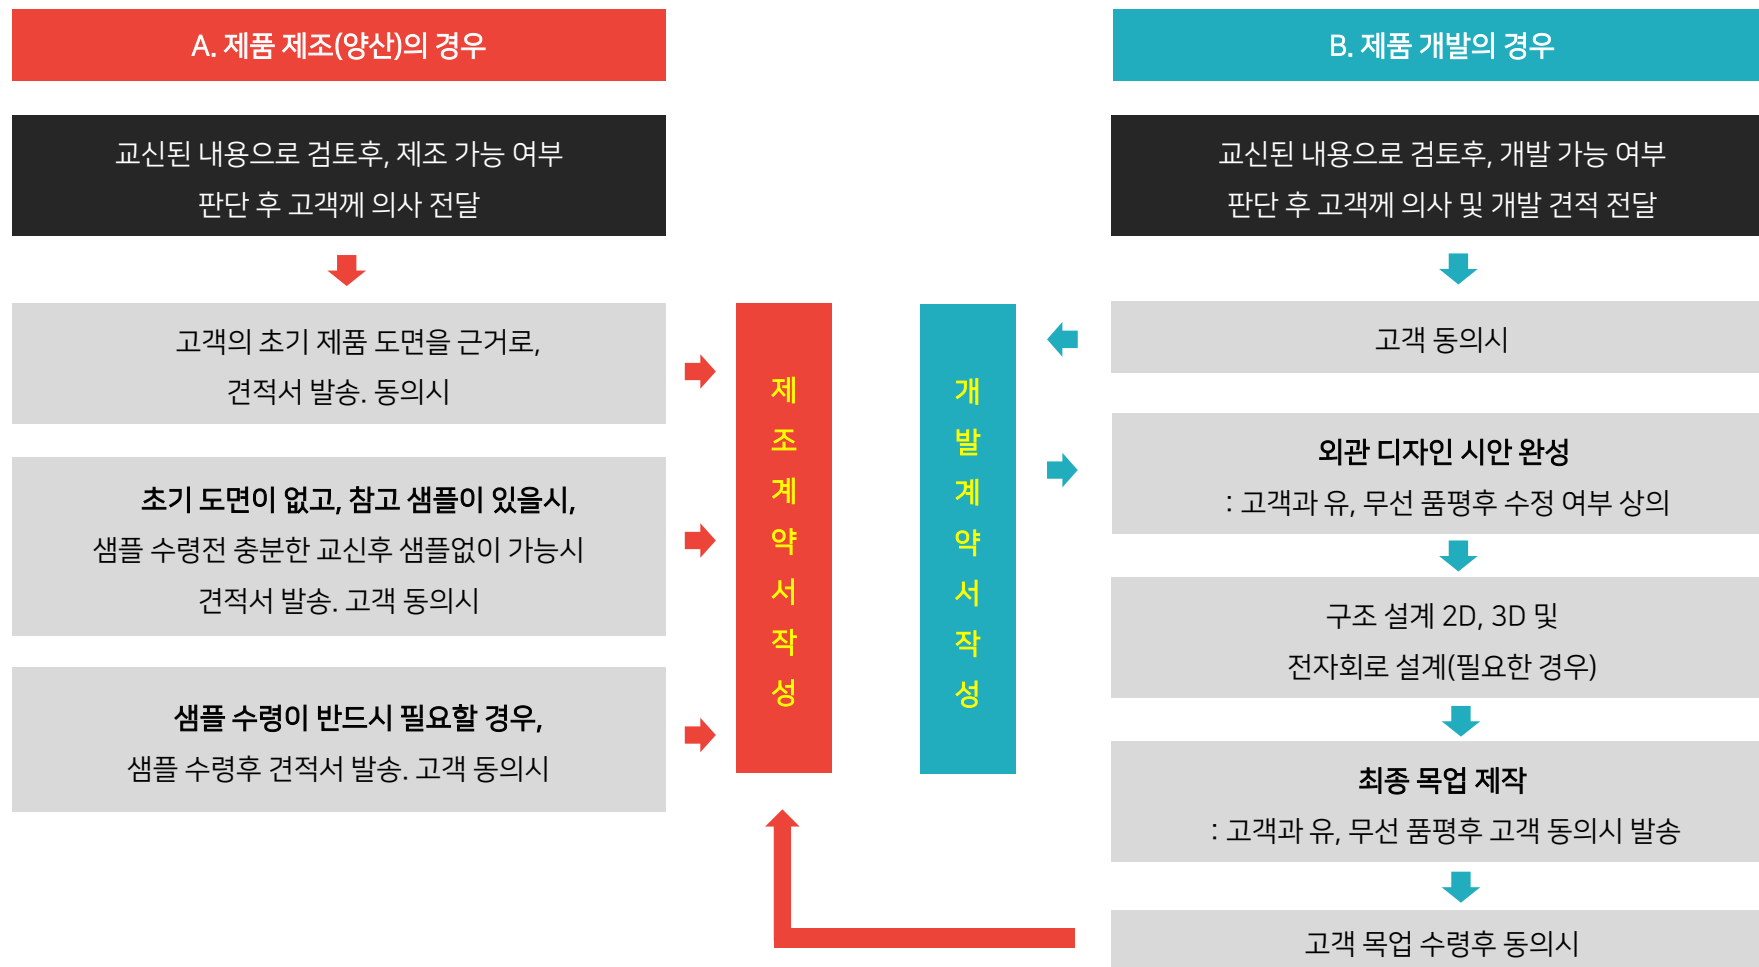 A. 제품 제조(양산)의 경우
교신된 내용으로 검토후, 제조 가능 여부
판단 후 고객께 의사 전달
고객의 초기 제품 도면을 근거로,
견적서 발송. 동의시
초기 도면이 없고, 참고 샘플이 있을시,
샘플 수령전 충분한 교신후 샘플없이 가능시
견적서 발송. 고객 동의시
샘플 수령이 반드시 필요할 경우,
샘플 수령후 견적서 발송. 고객 동의시
제
조
계
약
서
작
성
개
발
계
약
서
작
성
B. 제품 개발의 경우
교신된 내용으로 검토후, 개발 가능 여부
판단 후 고객께 의사 및 개발 견적 전달
고객 동의시
외관 디자인 시안 완성
: 고객과 유, 무선 품평후 수정 여부 상의
구조 설계 2D, 3D 및
전자회로 설계(필요한 경우)
최종 목업 제작
: 고객과 유, 무선 품평후 고객 동의시 발송
고객 목업 수령후 동의시